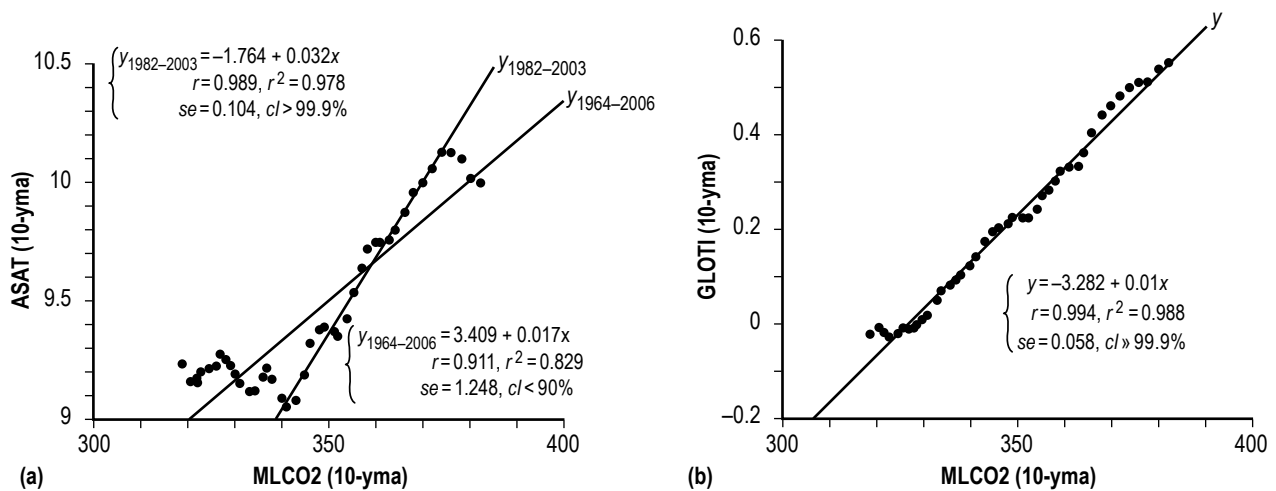 y1982–2003 = –1.764 + 0.032x
r = 0.989, r² = 0.978
se = 0.104, cl > 99.9%
y1982–2003
y1964–2006
10.5
10
9.5
9
ASAT (10-yma)
y1964–2006 = 3.409 + 0.017x
r = 0.911, r² = 0.829
se = 1.248, cl < 90%
300 350 400
(a) MLCO2 (10-yma)
y
0.6
0.4
0.2
0
–0.2
GLOTI (10-yma)
y = –3.282 + 0.01x
r = 0.994, r² = 0.988
se = 0.058, cl » 99.9%
300 350 400
(b) MLCO2 (10-yma)